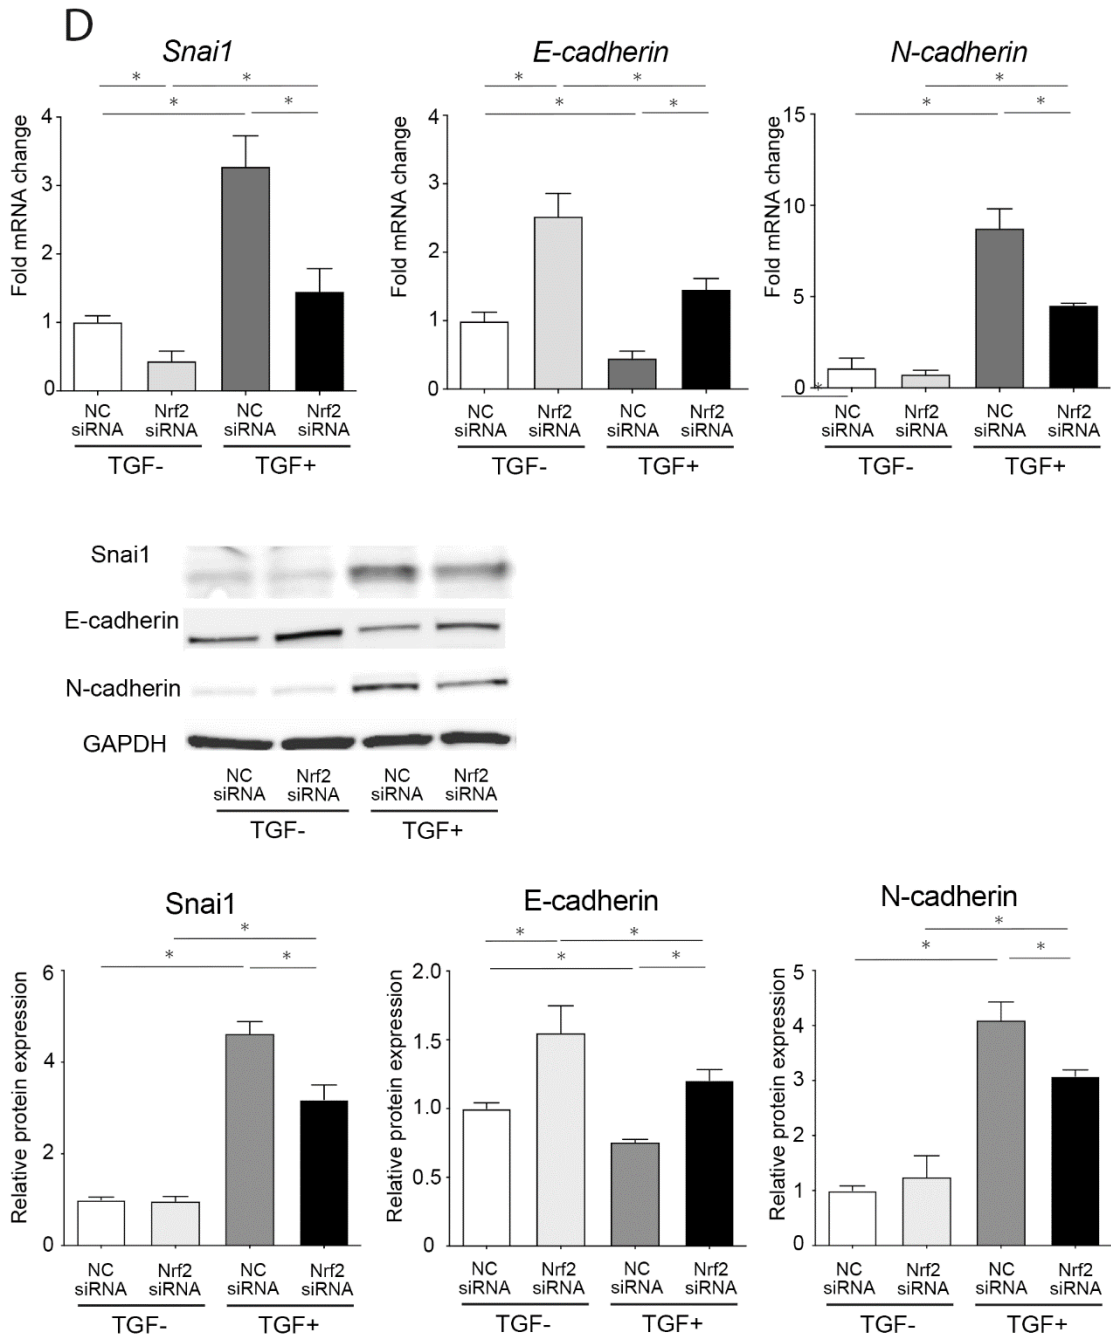 D
Snai1
E-cadherin
N-cadherin
* *
* *
* *
* *
*
* *
Fold mRNA change
4
3
2
1
0
Fold mRNA change
4
3
2
1
0
Fold mRNA change
15
10
5
0
*
NC siRNA
Nrf2 siRNA
NC siRNA
Nrf2 siRNA
TGF-
TGF+
NC siRNA
Nrf2 siRNA
NC siRNA
Nrf2 siRNA
TGF-
TGF+
NC siRNA
Nrf2 siRNA
NC siRNA
Nrf2 siRNA
TGF-
TGF+
Snai1
E-cadherin
N-cadherin
GAPDH
NC siRNA
Nrf2 siRNA
NC siRNA
Nrf2 siRNA
TGF-
TGF+
Snai1
E-cadherin
N-cadherin
*
* *
* *
* *
*
* *
Relative protein expression
6
4
2
0
Relative protein expression
2.0
1.5
1.0
0.5
0
Relative protein expression
5
4
3
2
1
0
NC siRNA
Nrf2 siRNA
NC siRNA
Nrf2 siRNA
TGF-
TGF+
NC siRNA
Nrf2 siRNA
NC siRNA
Nrf2 siRNA
TGF-
TGF+
NC siRNA
Nrf2 siRNA
NC siRNA
Nrf2 siRNA
TGF-
TGF+